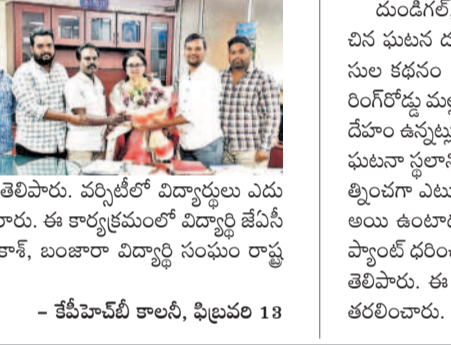 తెలిపారు. వర్సిటీలో విద్యార్థులు ఎదు
రారు. ఈ కార్యక్రమంలో విద్యార్థి జేఏసీ
కాశ్, బంజారా విద్యార్థి సంఘం రాష్ట్ర
– కేపీహెచ్‌బీ కాలనీ, ఫిబ్రవరి 13
దుండిగల్,
చిన ఘటన ద
సుల కథనం
రింగ్‌రోడ్డు మల్
దేహం ఉన్నట్లు
ఘటనా స్థలాని
త్నించగా ఎటు
అయి ఉంటా
ప్యాంట్ ధరించ
తెలిపారు. ఈ
తరలించారు.